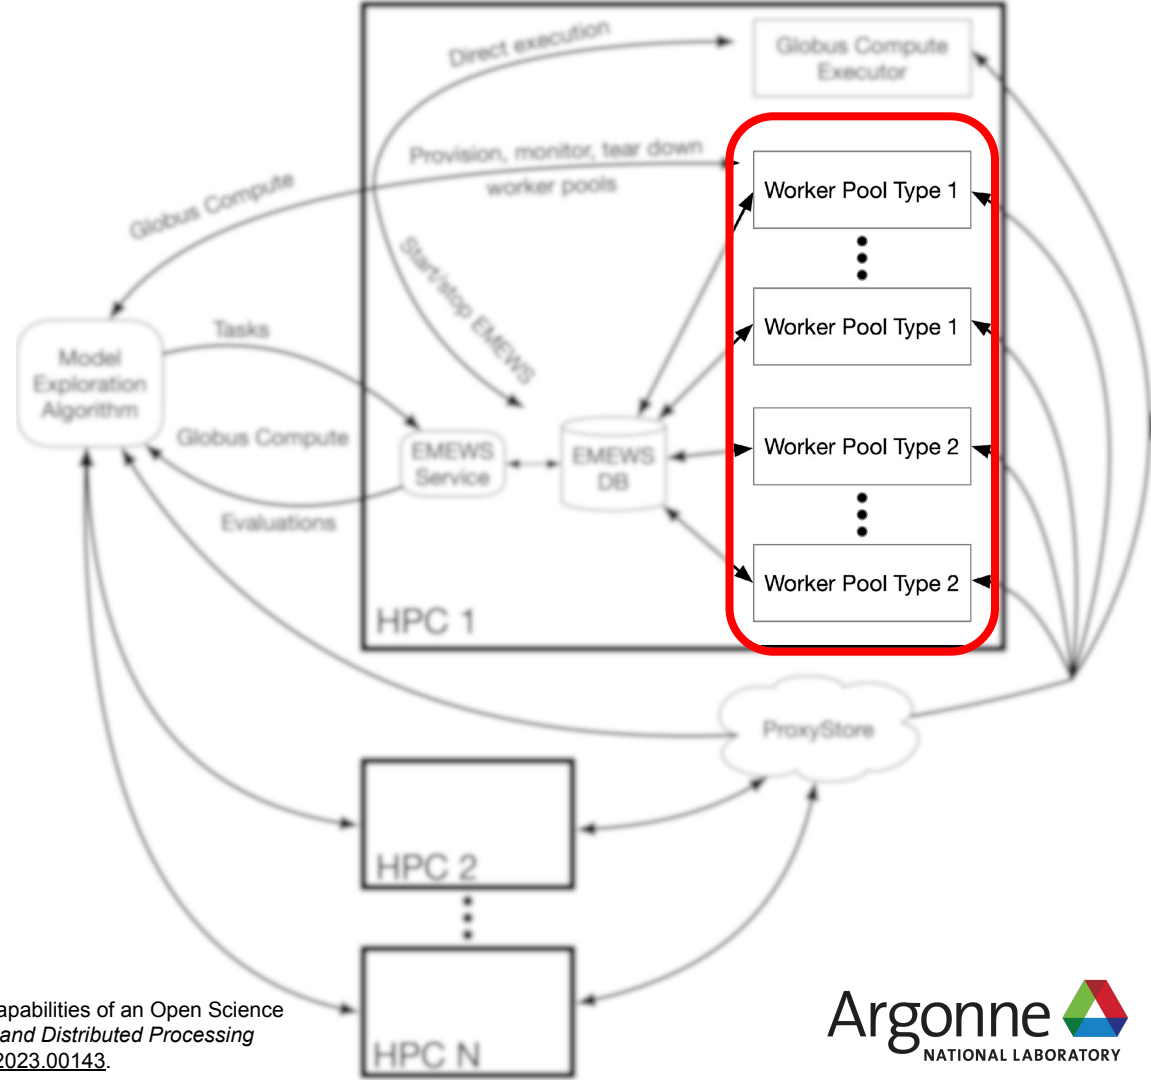 Direct execution
Globus Compute
Executor
Provision, monitor, tear down
worker pools
Globus Compute
Worker Pool Type 1
Start/stop EMEWS
Worker Pool Type 1
Tasks
Model
Exploration
Algorithm
Globus Compute
EMEWS
Service
EMEWS
DB
Worker Pool Type 2
Evaluations
Worker Pool Type 2
HPC 1
ProxyStore
HPC 2
HPC N
apabilities of an Open Science
and Distributed Processing
2023.00143.
Argonne
NATIONAL LABORATORY